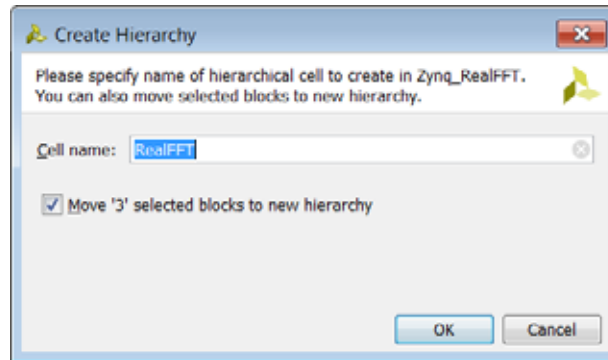 Create Hierarchy
Please specify name of hierarchical cell to create in Zynq_RealFFT.
You can also move selected blocks to new hierarchy.
Cell name: RealFFT
Move '3' selected blocks to new hierarchy
OK Cancel